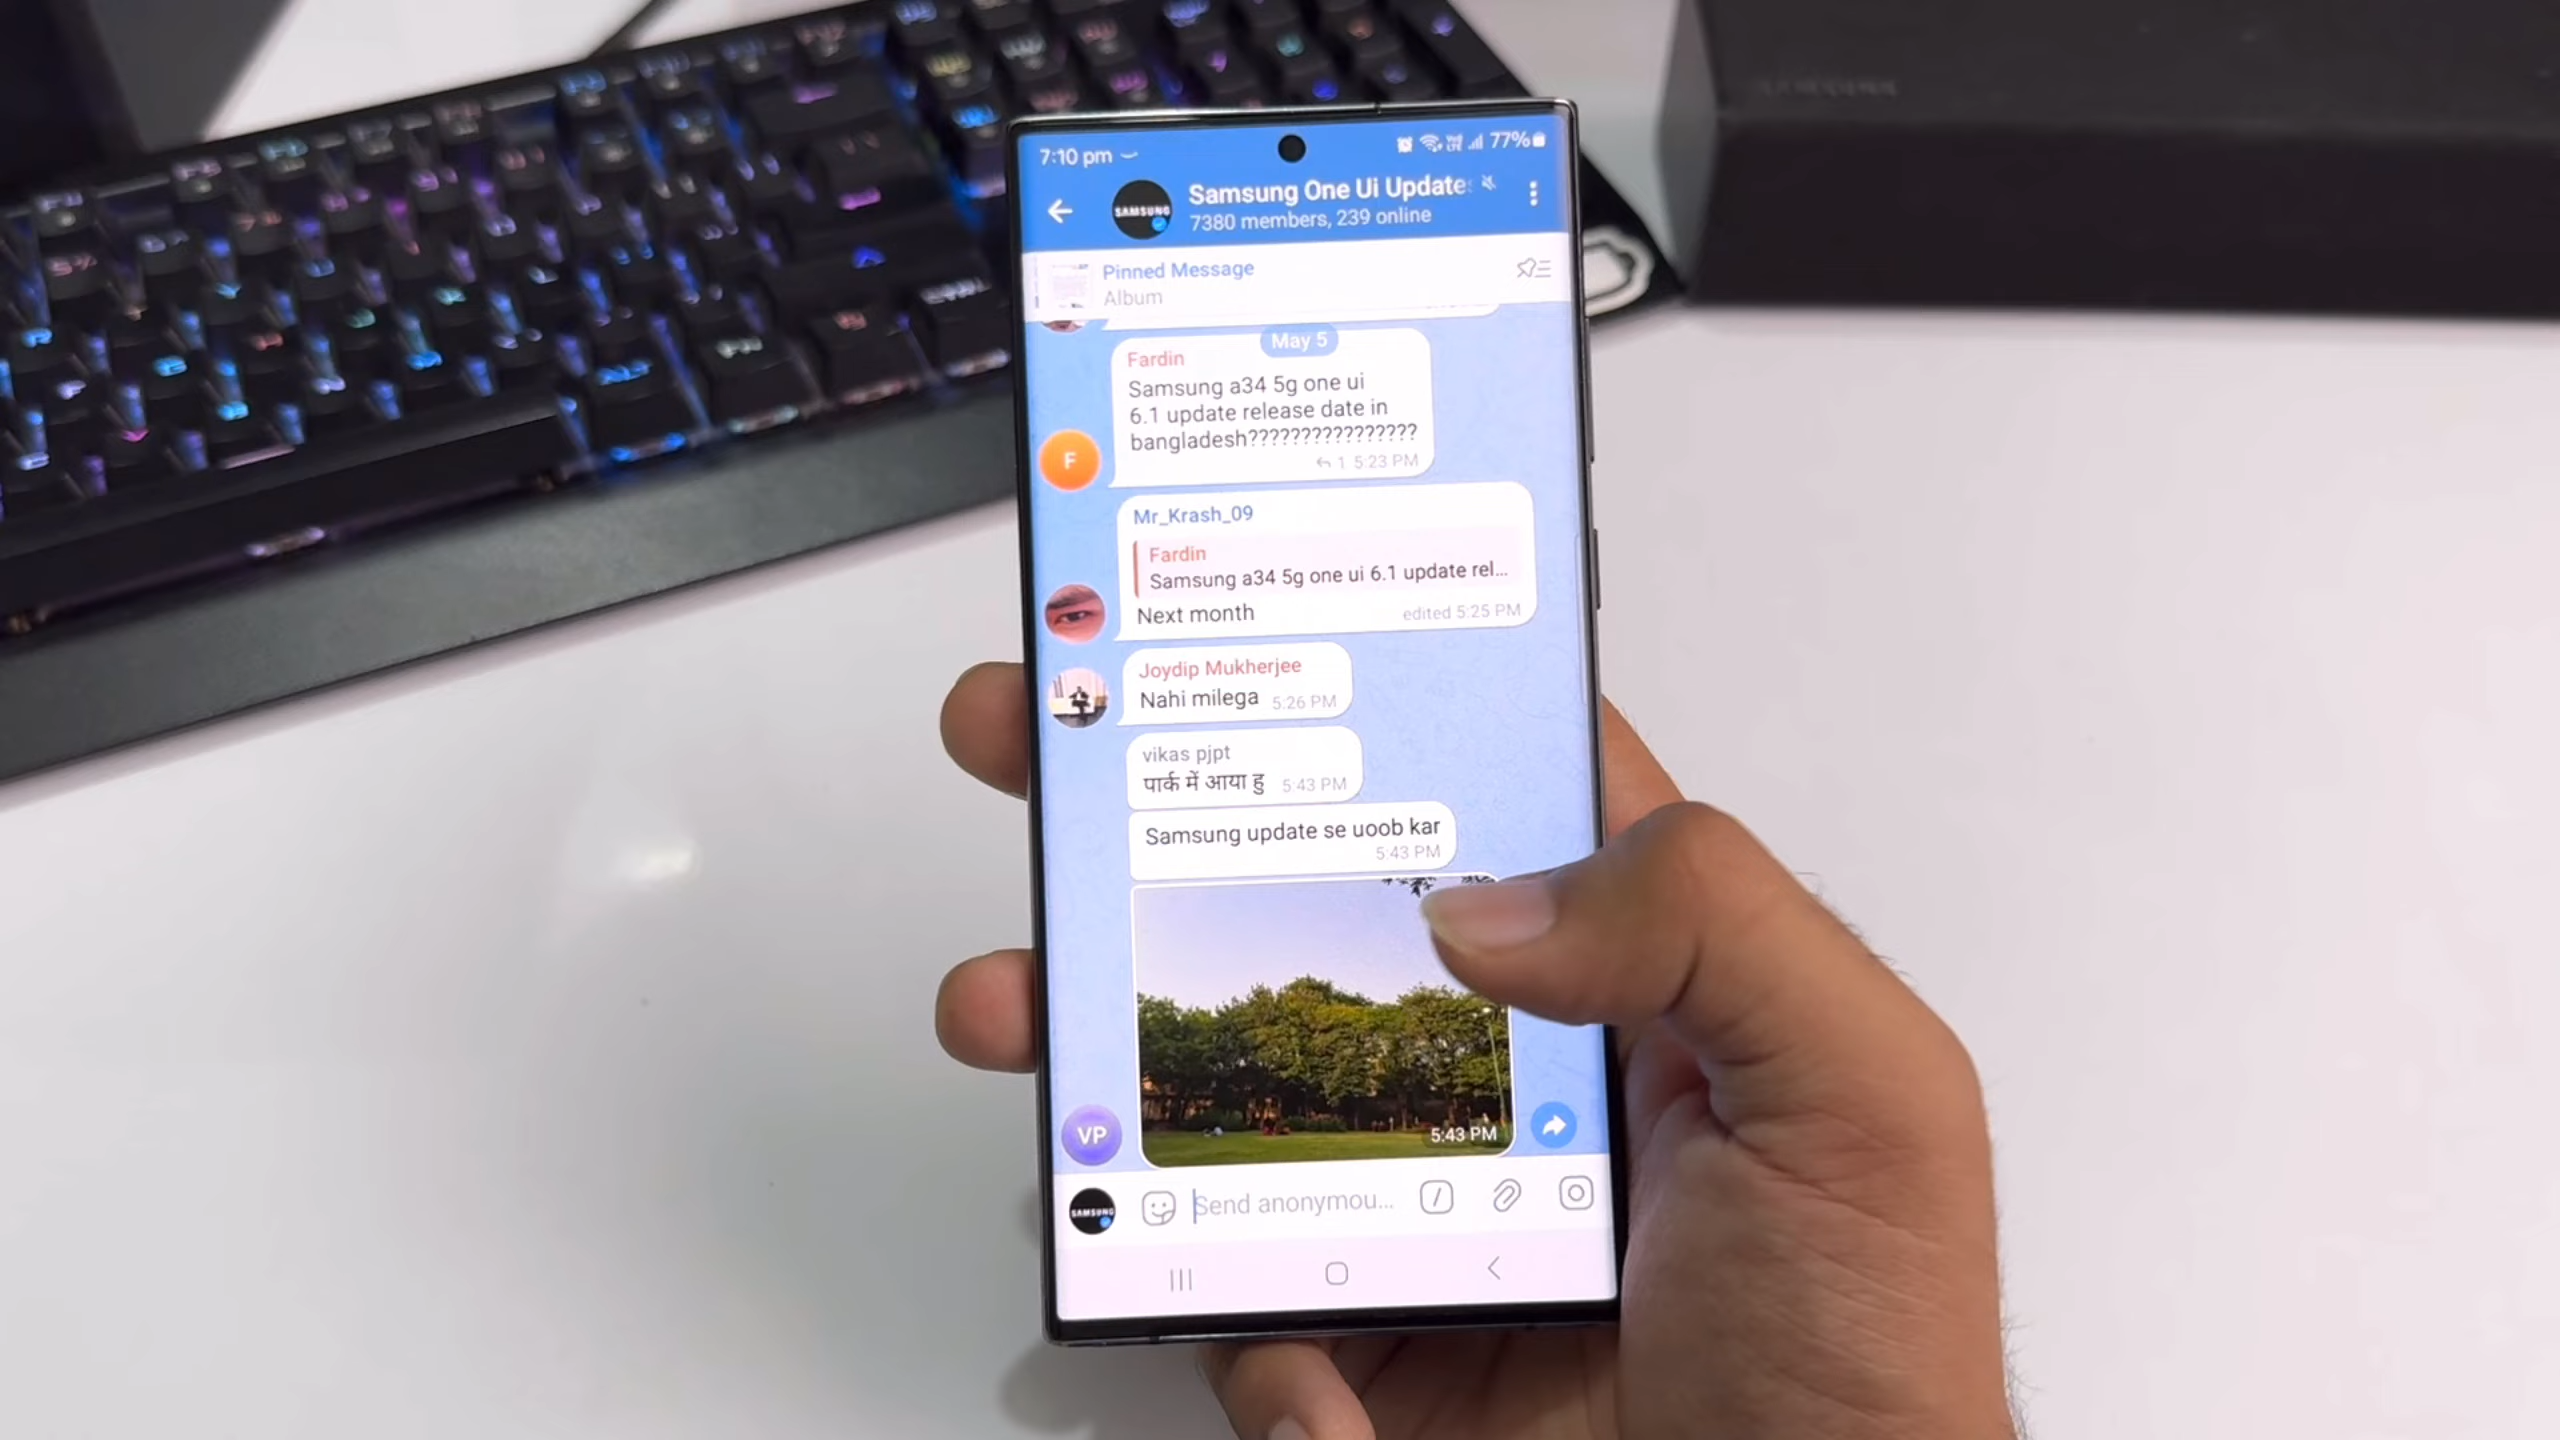 7:10 pm
77%
SAMSUNG
Samsung One Ui Update
7380 members, 239 online
Pinned Message
Album
May 5
Fardin
Samsung a34 5g one ui
6.1 update release date in
bangladesh????????????????
1 5:23 PM
F
Mr_Krash_09
Fardin
Samsung a34 5g one ui 6.1 update rel...
Next month
edited 5:25 PM
Joydip Mukherjee
Nahi milega 5:26 PM
vikas pjpt
पार्क में आया हु 5:43 PM
Samsung update se uoob kar
5:43 PM
5:43 PM
VP
SAMSUNG
Send anonymou...